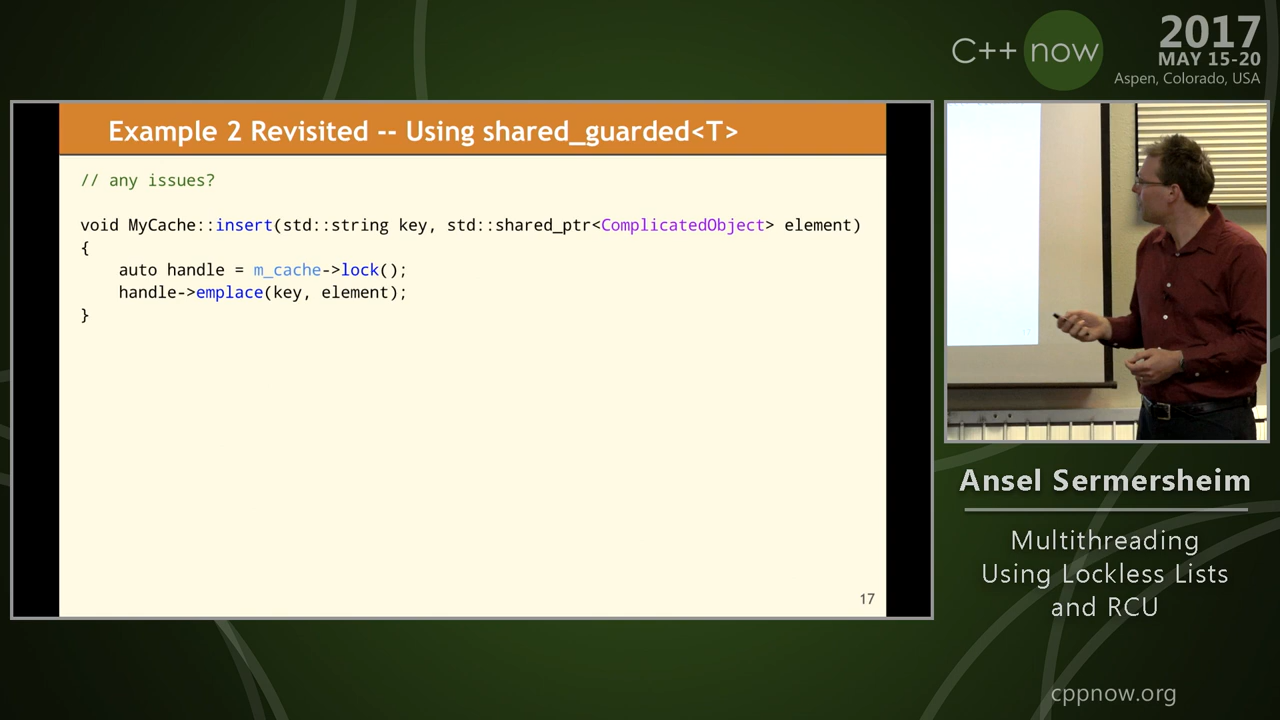 C++ now
2017
MAY 15-20
Aspen, Colorado, USA
Example 2 Revisited -- Using shared_guarded<T>
// any issues?
void MyCache::insert(std::string key, std::shared_ptr<ComplicatedObject> element)
{
    auto handle = m_cache->lock();
    handle->emplace(key, element);
}
17
Ansel Sermersheim
Multithreading
Using Lockless Lists
and RCU
cppnow.org